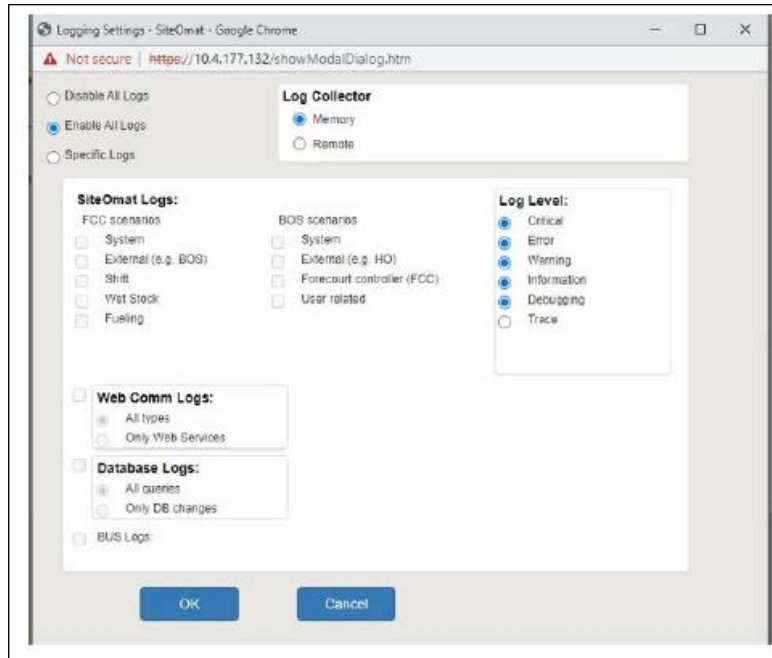 Logging Settings - SiteOmat - Google Chrome
Not secure | https://10.4.177.132/showModalDialog.htm
Disable All Logs
Enable All Logs
Specific Logs
Log Collector
Memory
Remote
SiteOmat Logs:
FCC scenarios
System
External (e.g. BOS)
Shift
Wet Stock
Fueling
BOS scenarios
System
External (e.g. HO)
Forecourt controller (FCC)
User related
Log Level:
Critical
Error
Warning
Information
Debugging
Trace
Web Comm Logs:
All types
Only Web Services
Database Logs:
All queries
Only DB changes
BUS Logs:
OK
Cancel